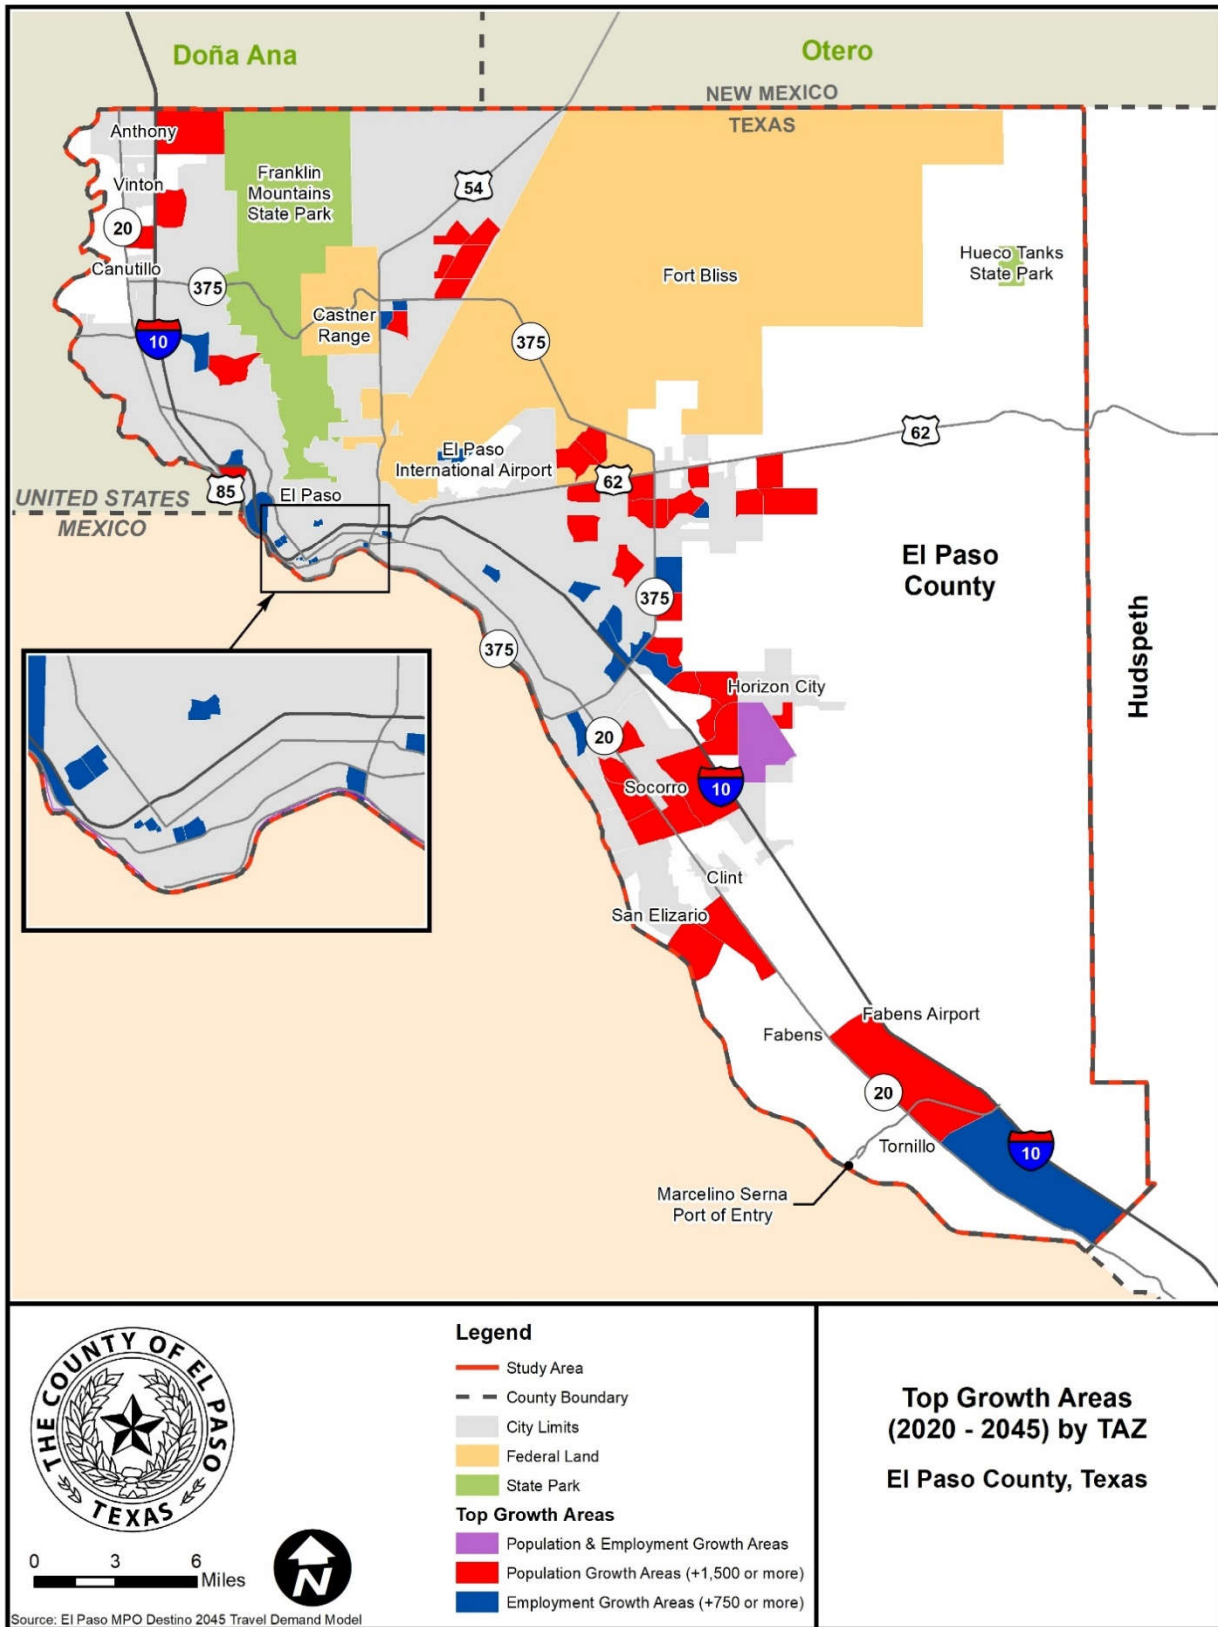 Doña Ana
Otero
NEW MEXICO
TEXAS
Anthony
Vinton
20
Canutillo
375
10
Franklin
Mountains
State Park
54
Castner
Range
Fort Bliss
375
Hueco Tanks
State Park
62
El Paso
International Airport
62
85
El Paso
UNITED STATES
MEXICO
El Paso
County
Hudspeth
375
375
Horizon City
20
Socorro
10
Clint
San Elizario
Fabens
Fabens Airport
20
Tornillo
10
Marcelino Serna
Port of Entry
THE COUNTY OF EL PASO
TEXAS
0 3 6
Miles
N
Source: El Paso MPO Destino 2045 Travel Demand Model
Legend
Study Area
County Boundary
City Limits
Federal Land
State Park
Top Growth Areas
Population & Employment Growth Areas
Population Growth Areas (+1,500 or more)
Employment Growth Areas (+750 or more)
Top Growth Areas
(2020 - 2045) by TAZ
El Paso County, Texas